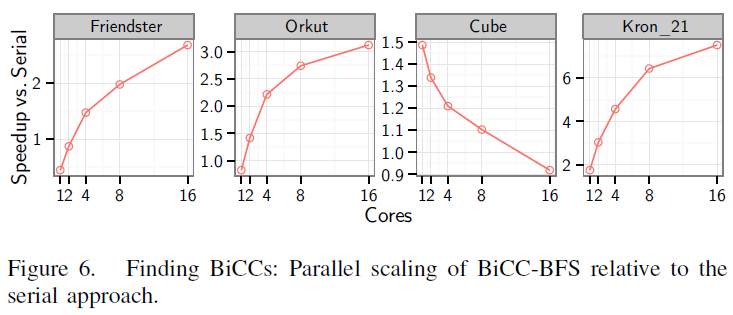 Friendster Orkut Cube Kron_21
Speedup vs. Serial
2
1
3.0
2.5
2.0
1.5
1.0
1.5
1.4
1.3
1.2
1.1
1.0
0.9
6
4
2
12 4 8 16 12 4 8 16 12 4 8 16 12 4 8 16
Cores
Figure 6. Finding BiCCs: Parallel scaling of BiCC-BFS relative to the
serial approach.